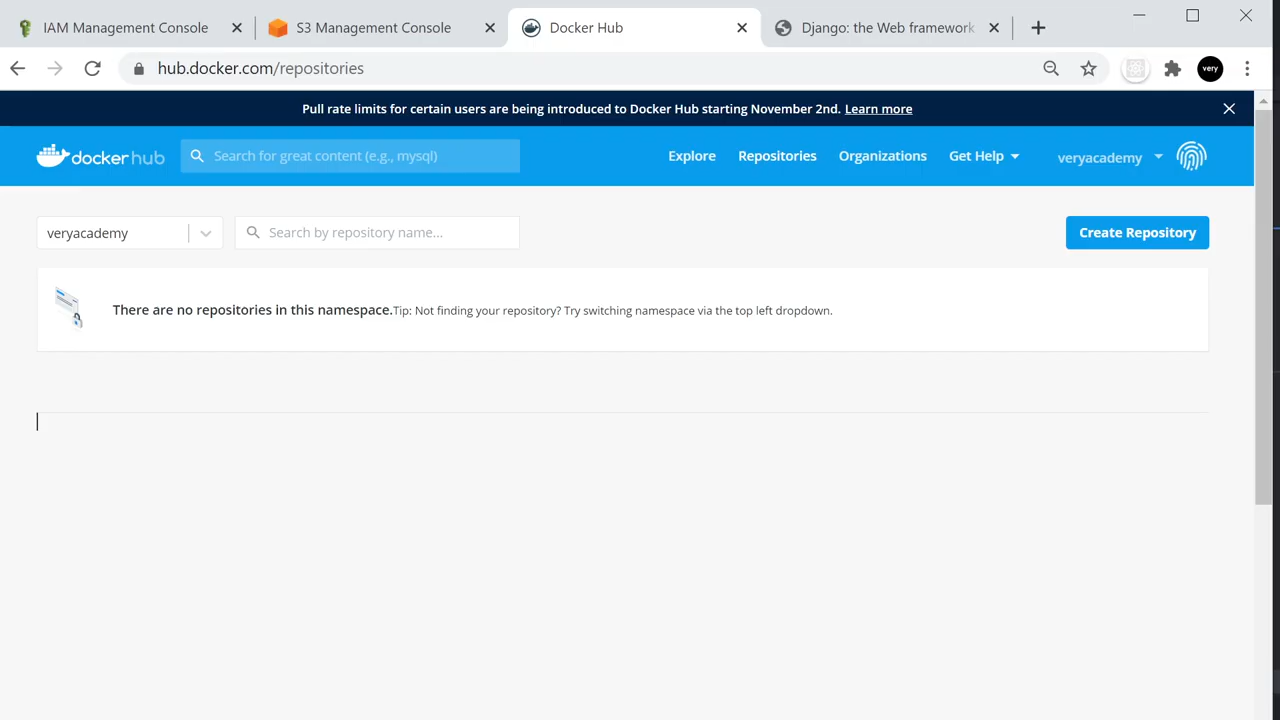 IAM Management Console
S3 Management Console
Docker Hub
Django: the Web framework
hub.docker.com/repositories
very
Pull rate limits for certain users are being introduced to Docker Hub starting November 2nd. Learn more
docker hub
Search for great content (e.g., mysql)
Explore
Repositories
Organizations
Get Help
veryacademy
veryacademy
Search by repository name...
Create Repository
There are no repositories in this namespace.Tip: Not finding your repository? Try switching namespace via the top left dropdown.